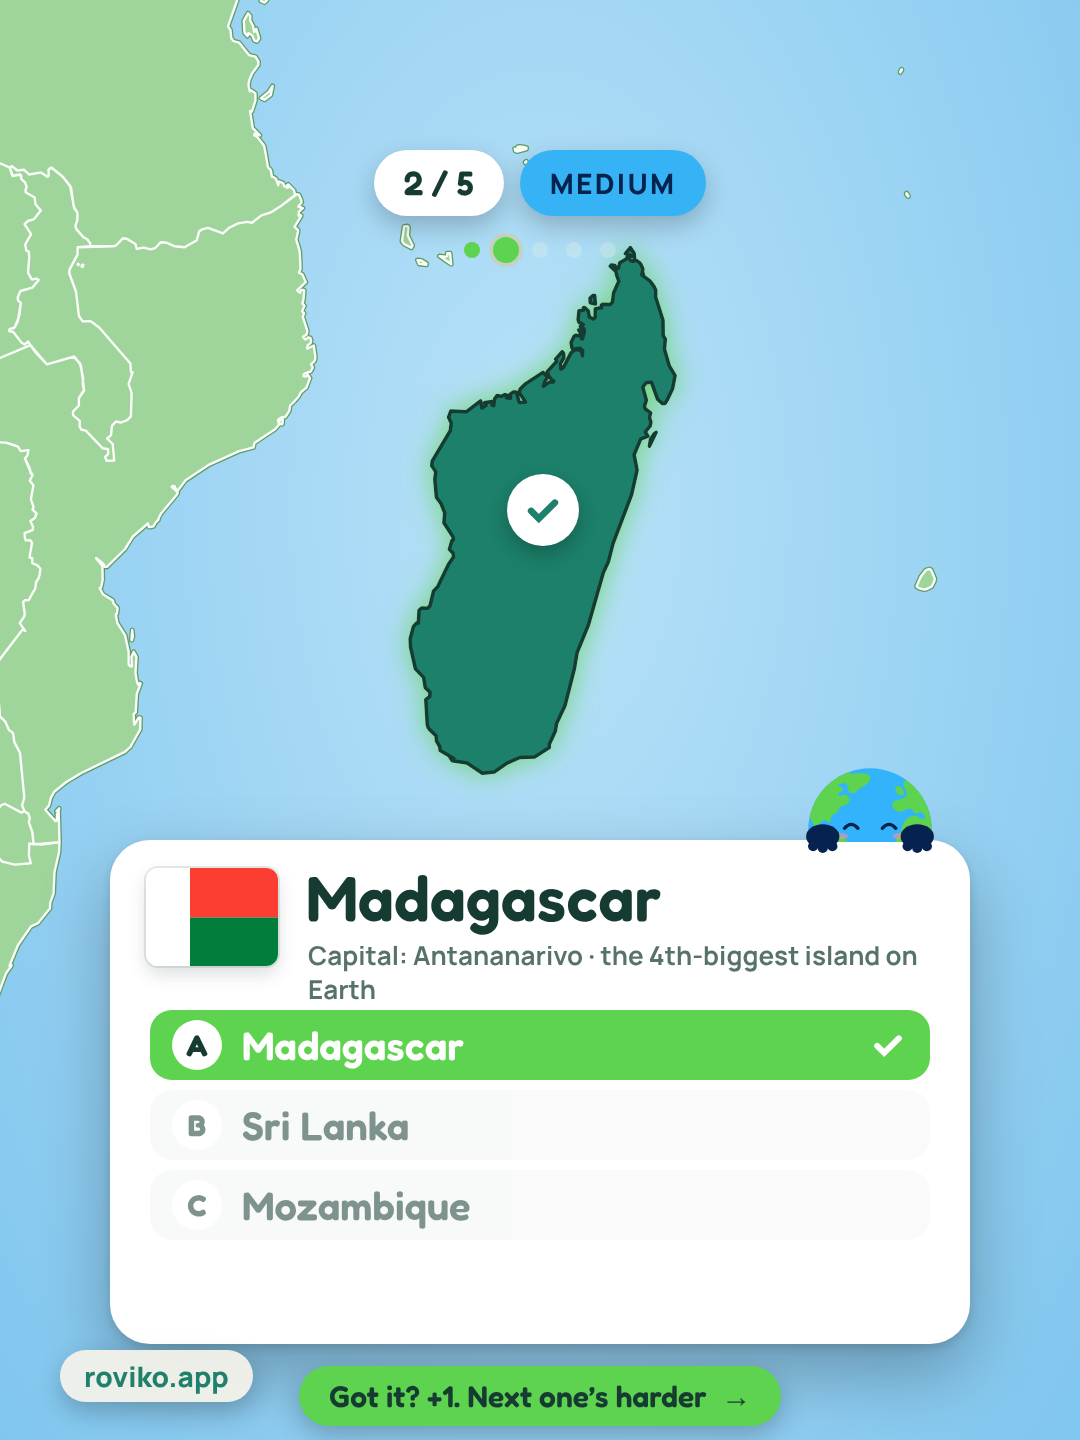 2 / 5
MEDIUM
Madagascar
Capital: Antananarivo · the 4th-biggest island on
Earth
A Madagascar
B Sri Lanka
C Mozambique
roviko.app
Got it? +1. Next one’s harder →